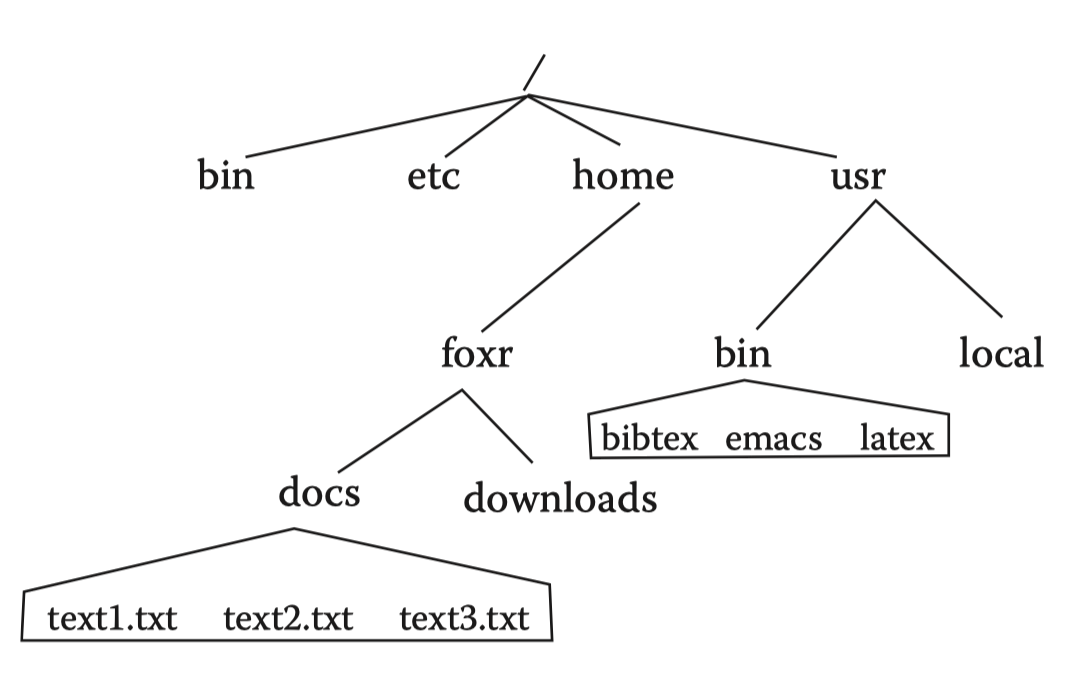 /
bin etc home usr
foxr bin local
bibtex emacs latex
docs downloads
text1.txt text2.txt text3.txt